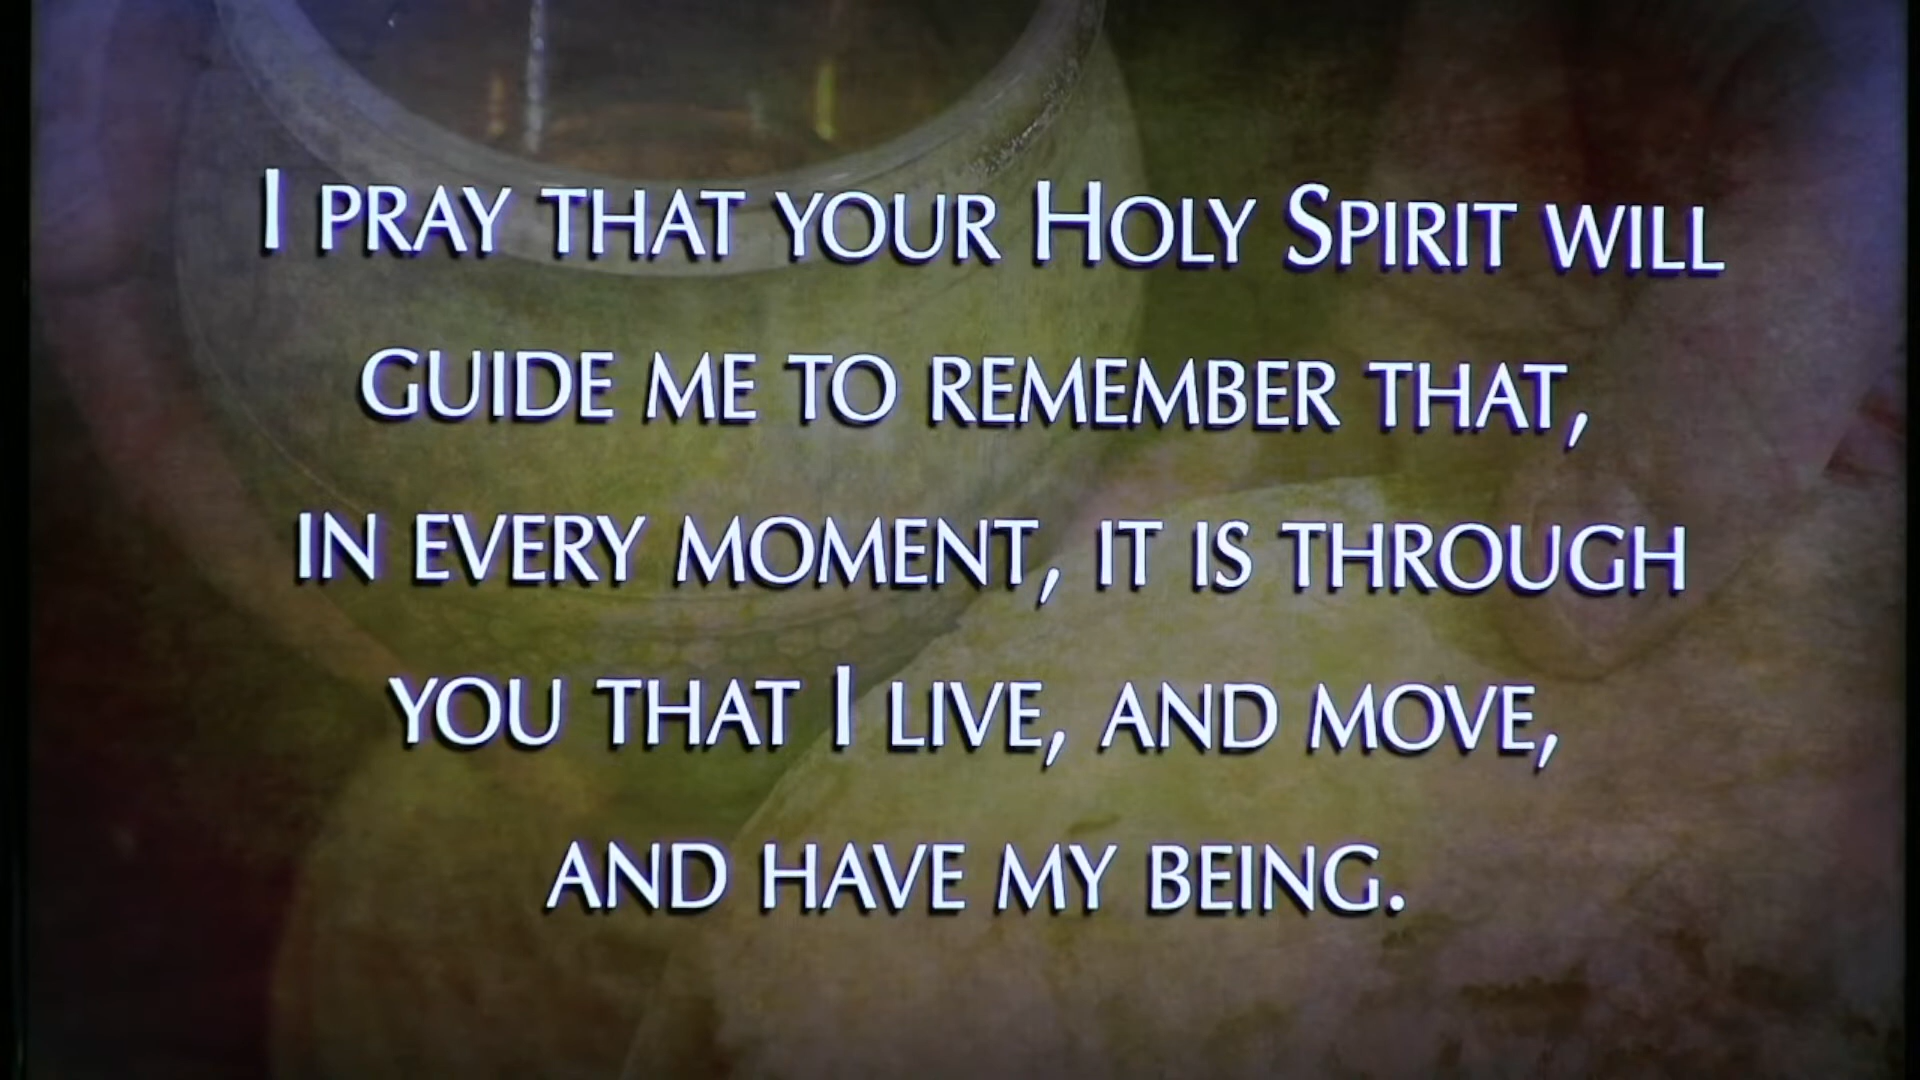 I PRAY THAT YOUR HOLY SPIRIT WILL
GUIDE ME TO REMEMBER THAT,
IN EVERY MOMENT, IT IS THROUGH
YOU THAT I LIVE, AND MOVE,
AND HAVE MY BEING.